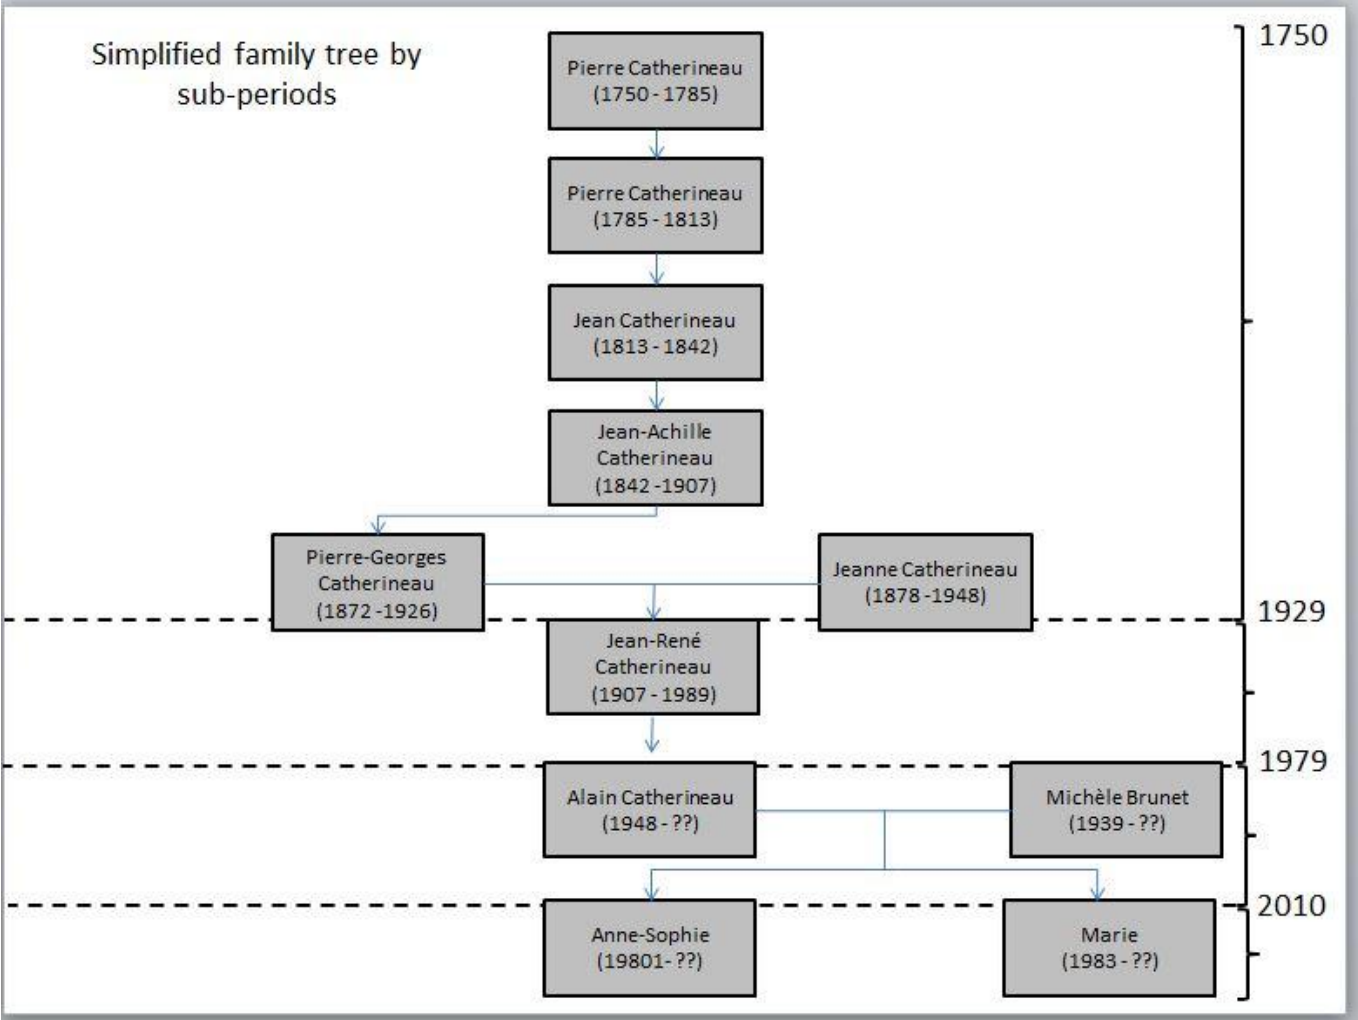 Simplified family tree by
sub-periods
1750
Pierre Catherineau
(1750 - 1785)
Pierre Catherineau
(1785 - 1813)
Jean Catherineau
(1813 - 1842)
Jean-Achille
Catherineau
(1842 -1907)
Pierre-Georges
Catherineau
(1872 -1926)
Jeanne Catherineau
(1878 -1948)
1929
Jean-René
Catherineau
(1907 - 1989)
1979
Alain Catherineau
(1948 - ??)
Michèle Brunet
(1939 - ??)
2010
Anne-Sophie
(19801- ??)
Marie
(1983 - ??)